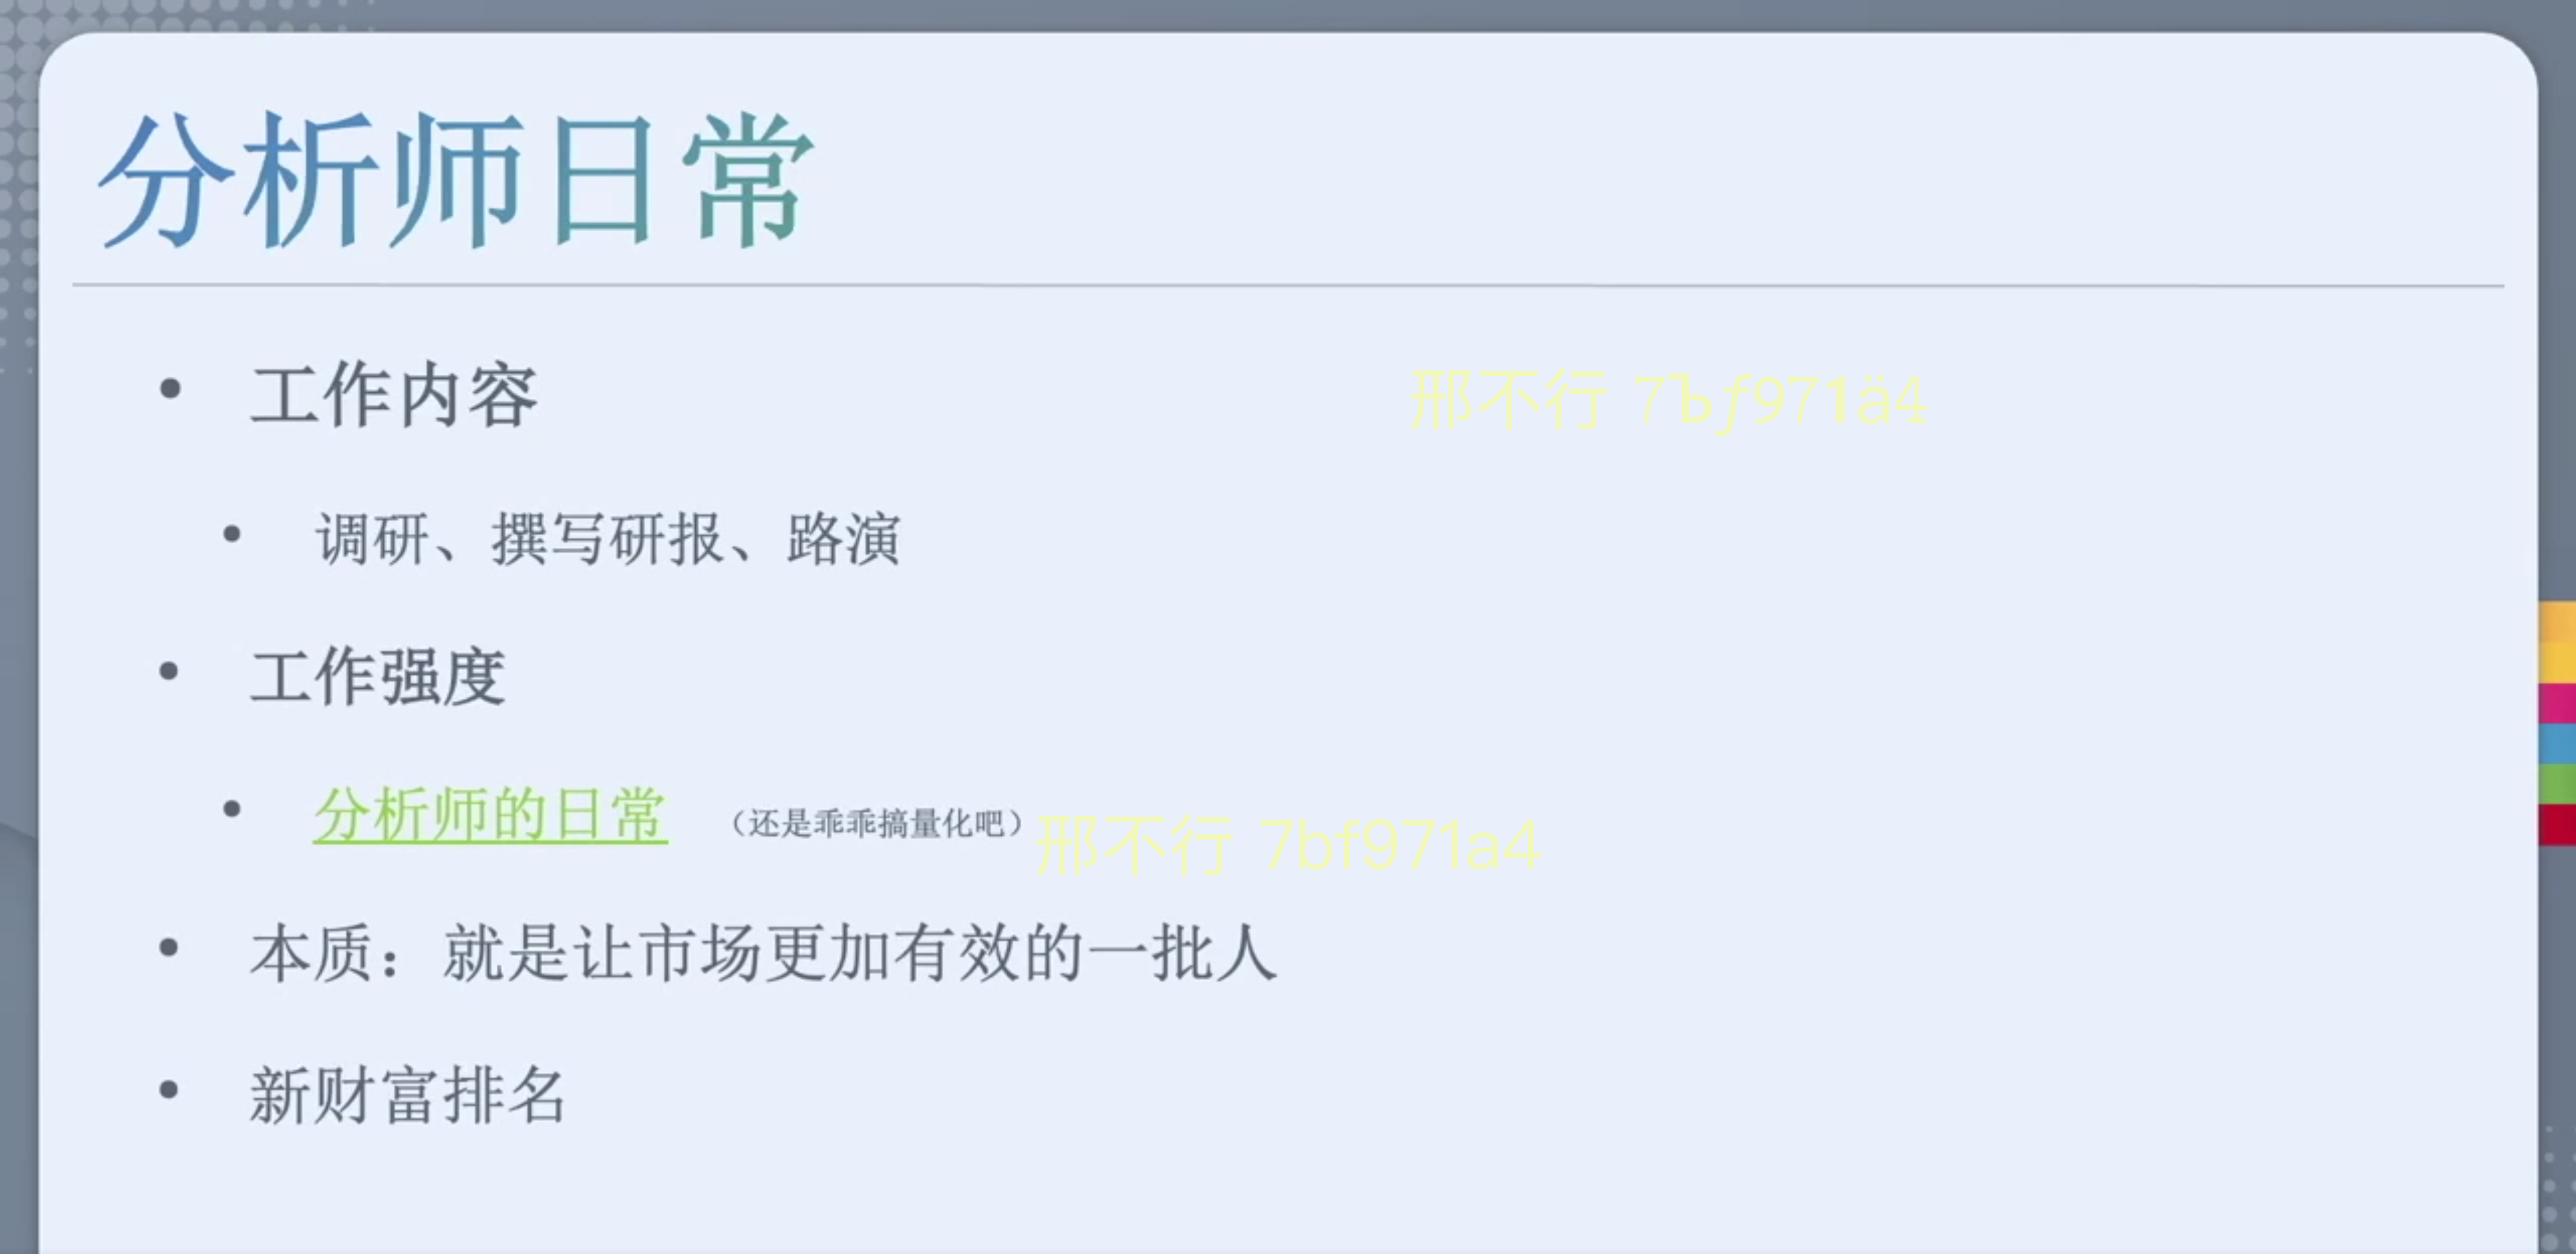 分析师日常
工作内容
邢不行 7Ъƒ971ä4
调研、撰写研报、路演
工作强度
分析师的日常 （还是乖乖搞量化吧）
邢不行 7bf971a4
本质：就是让市场更加有效的一批人
新财富排名